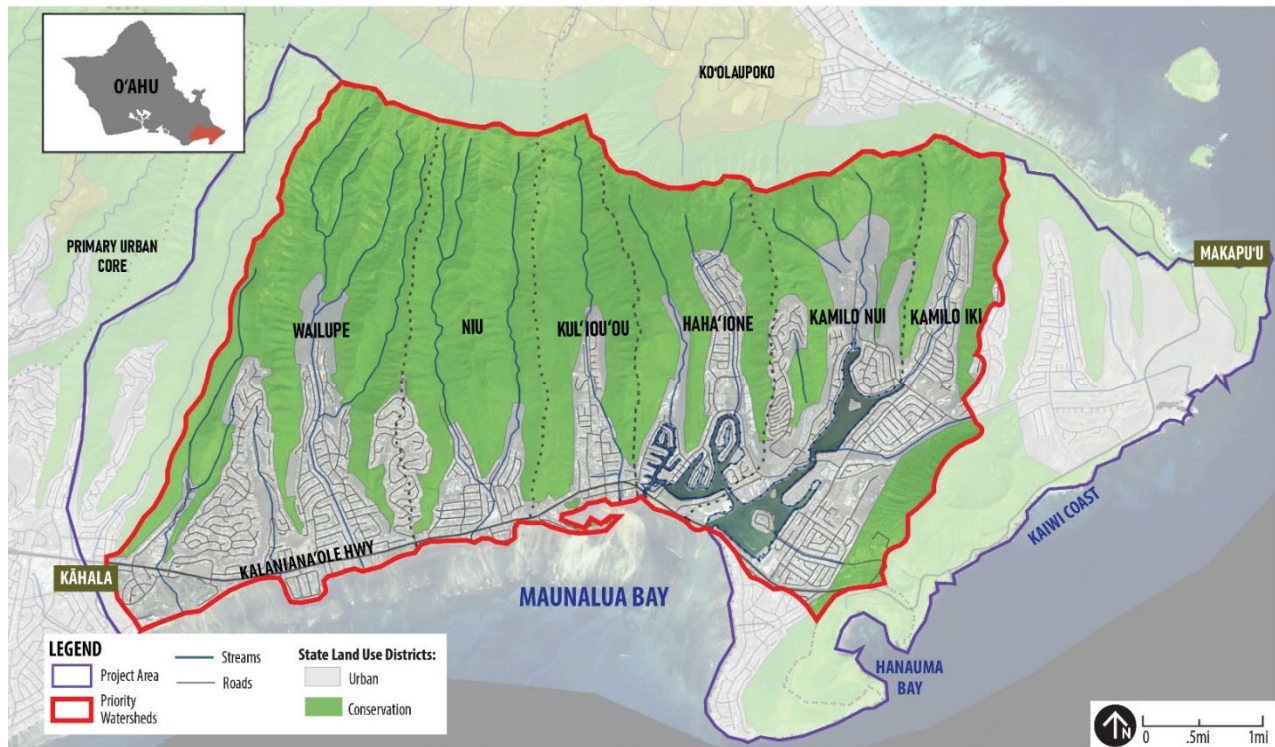 O‘AHU
KO‘OLAUPOKO
PRIMARY URBAN
CORE
MAKAPU‘U
WAILUPE
NIU
KUL‘IOU‘OU
HAHA‘IONE
KAMILO NUI
KAMILO IKI
KAIWI COAST
KĀHALA
KALANIANA‘OLE HWY
MAUNALUA BAY
HANAUMA
BAY
LEGEND
Project Area
Priority
Watersheds
Streams
Roads
State Land Use Districts:
Urban
Conservation
N
0 .5mi 1mi